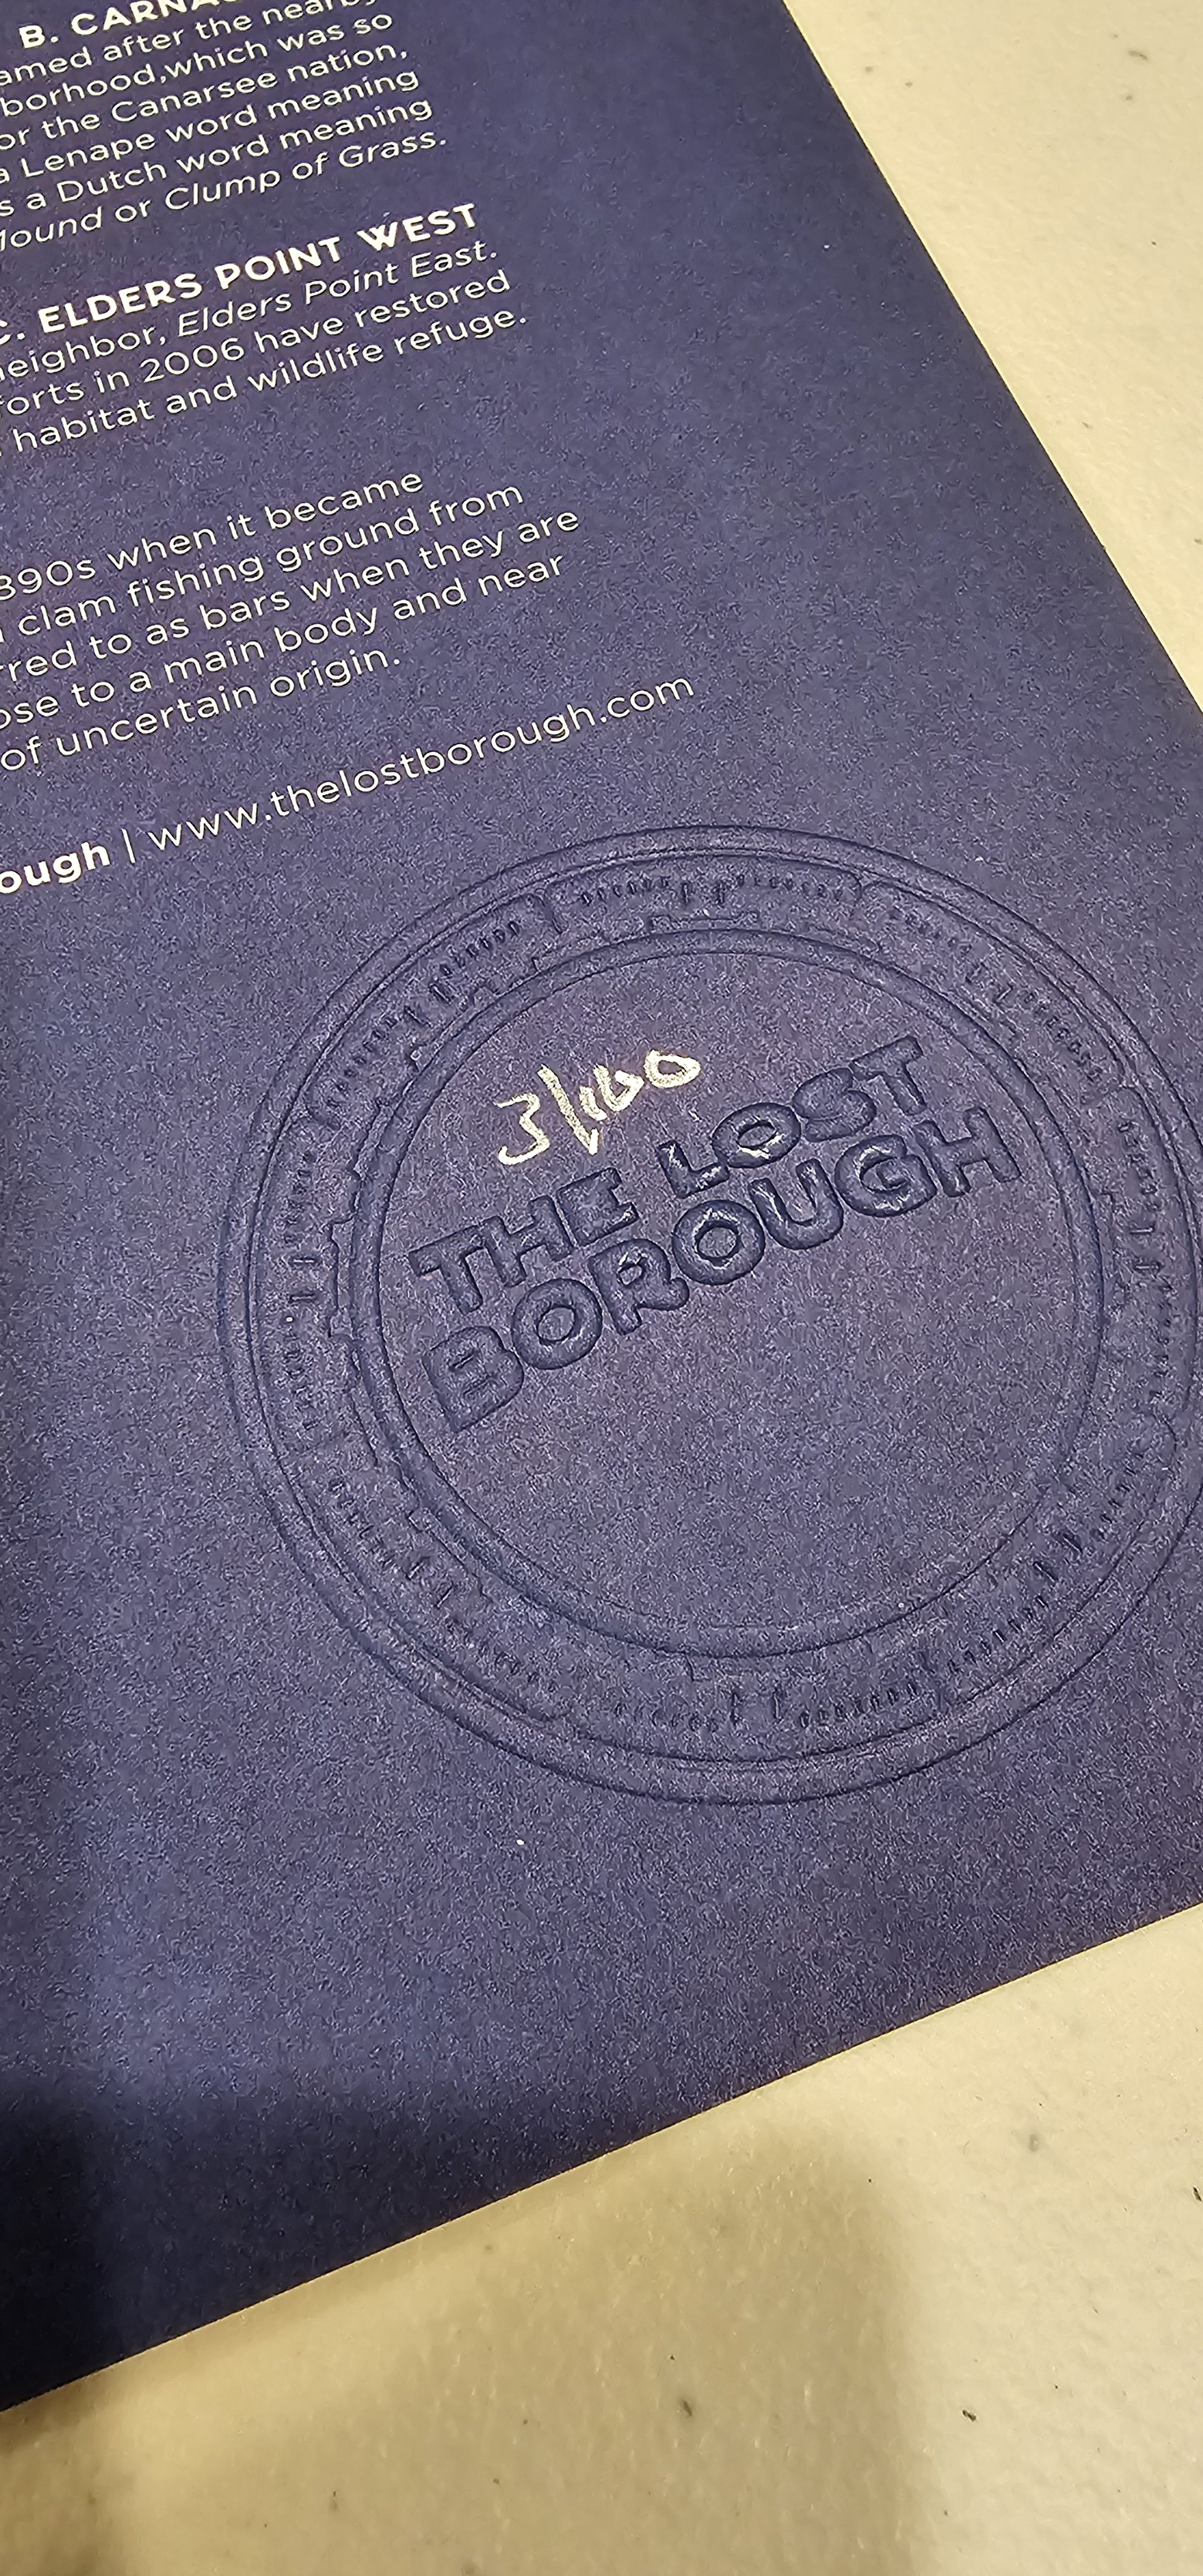 B. CARNA
amed after the nearby
borhood,which was so
or the Canarsee nation,
a Lenape word meaning
s a Dutch word meaning
Mound or Clump of Grass.
C. ELDERS POINT WEST
neighbor, Elders Point East.
forts in 2006 have restored
habitat and wildlife refuge.
890s when it became
clam fishing ground from
rred to as bars when they are
ose to a main body and near
of uncertain origin.
ough | www.thelostborough.com
3/100
THE LOST
BOROUGH